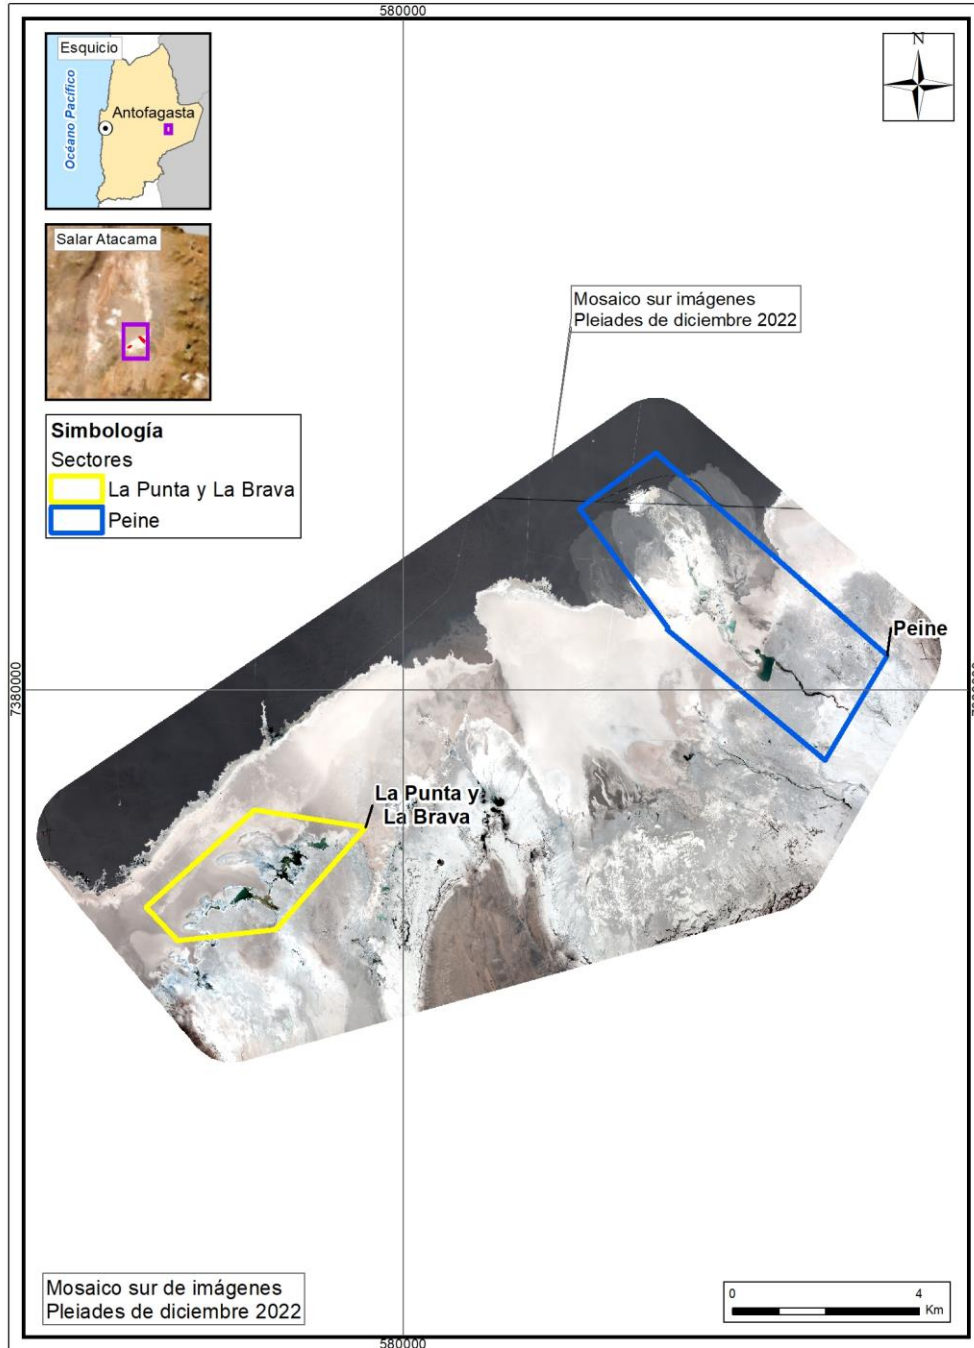 580000
Esquicio
Océano Pacífico
Antofagasta
N
Salar Atacama
Mosaico sur imágenes
Pleiades de diciembre 2022
Simbología
Sectores
La Punta y La Brava
Peine
Peine
7380000
La Punta y
La Brava
Mosaico sur de imágenes
Pleiades de diciembre 2022
0 4
Km
580000